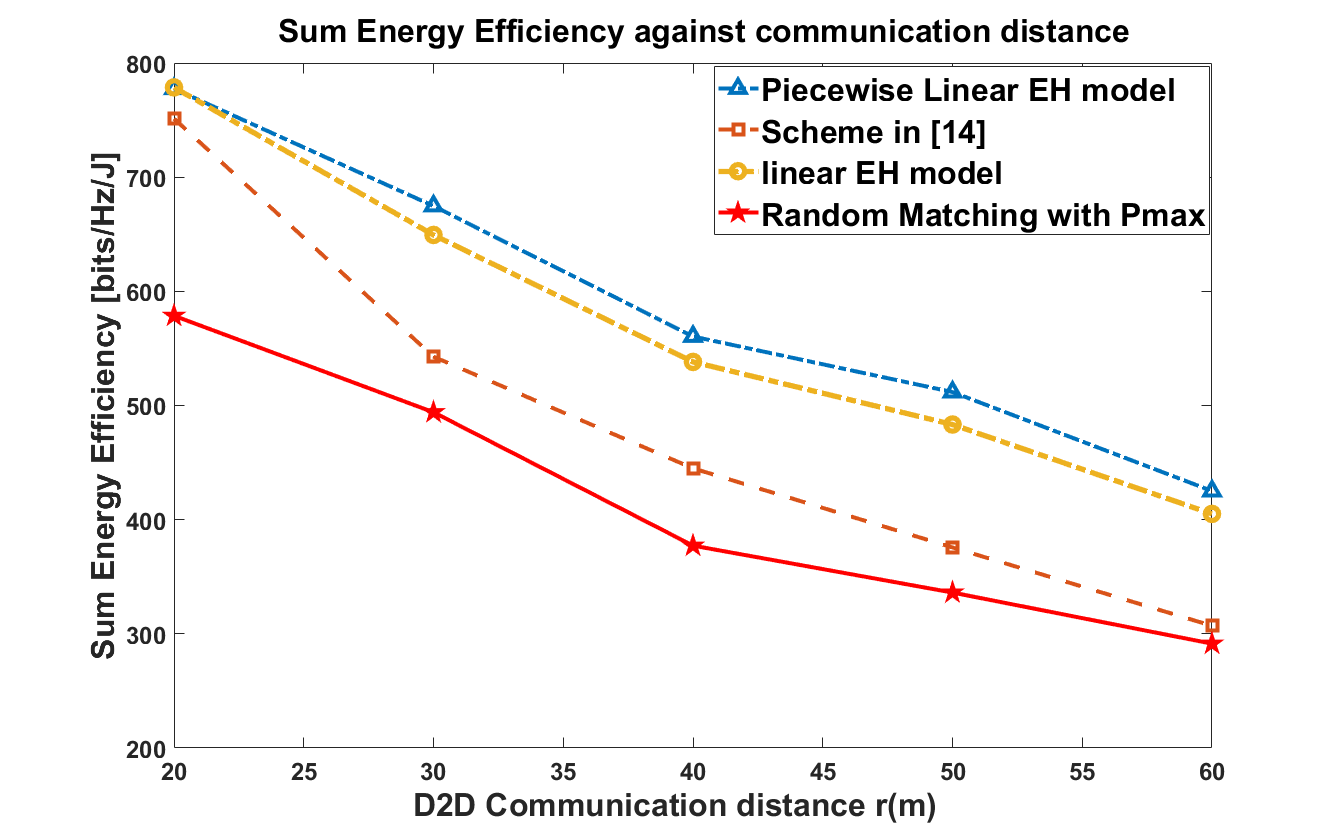 Sum Energy Efficiency against communication distance
Sum Energy Efficiency [bits/Hz/J]
800
700
600
500
400
300
200
Piecewise Linear EH model
Scheme in [14]
linear EH model
Random Matching with Pmax
20 25 30 35 40 45 50 55 60
D2D Communication distance r(m)